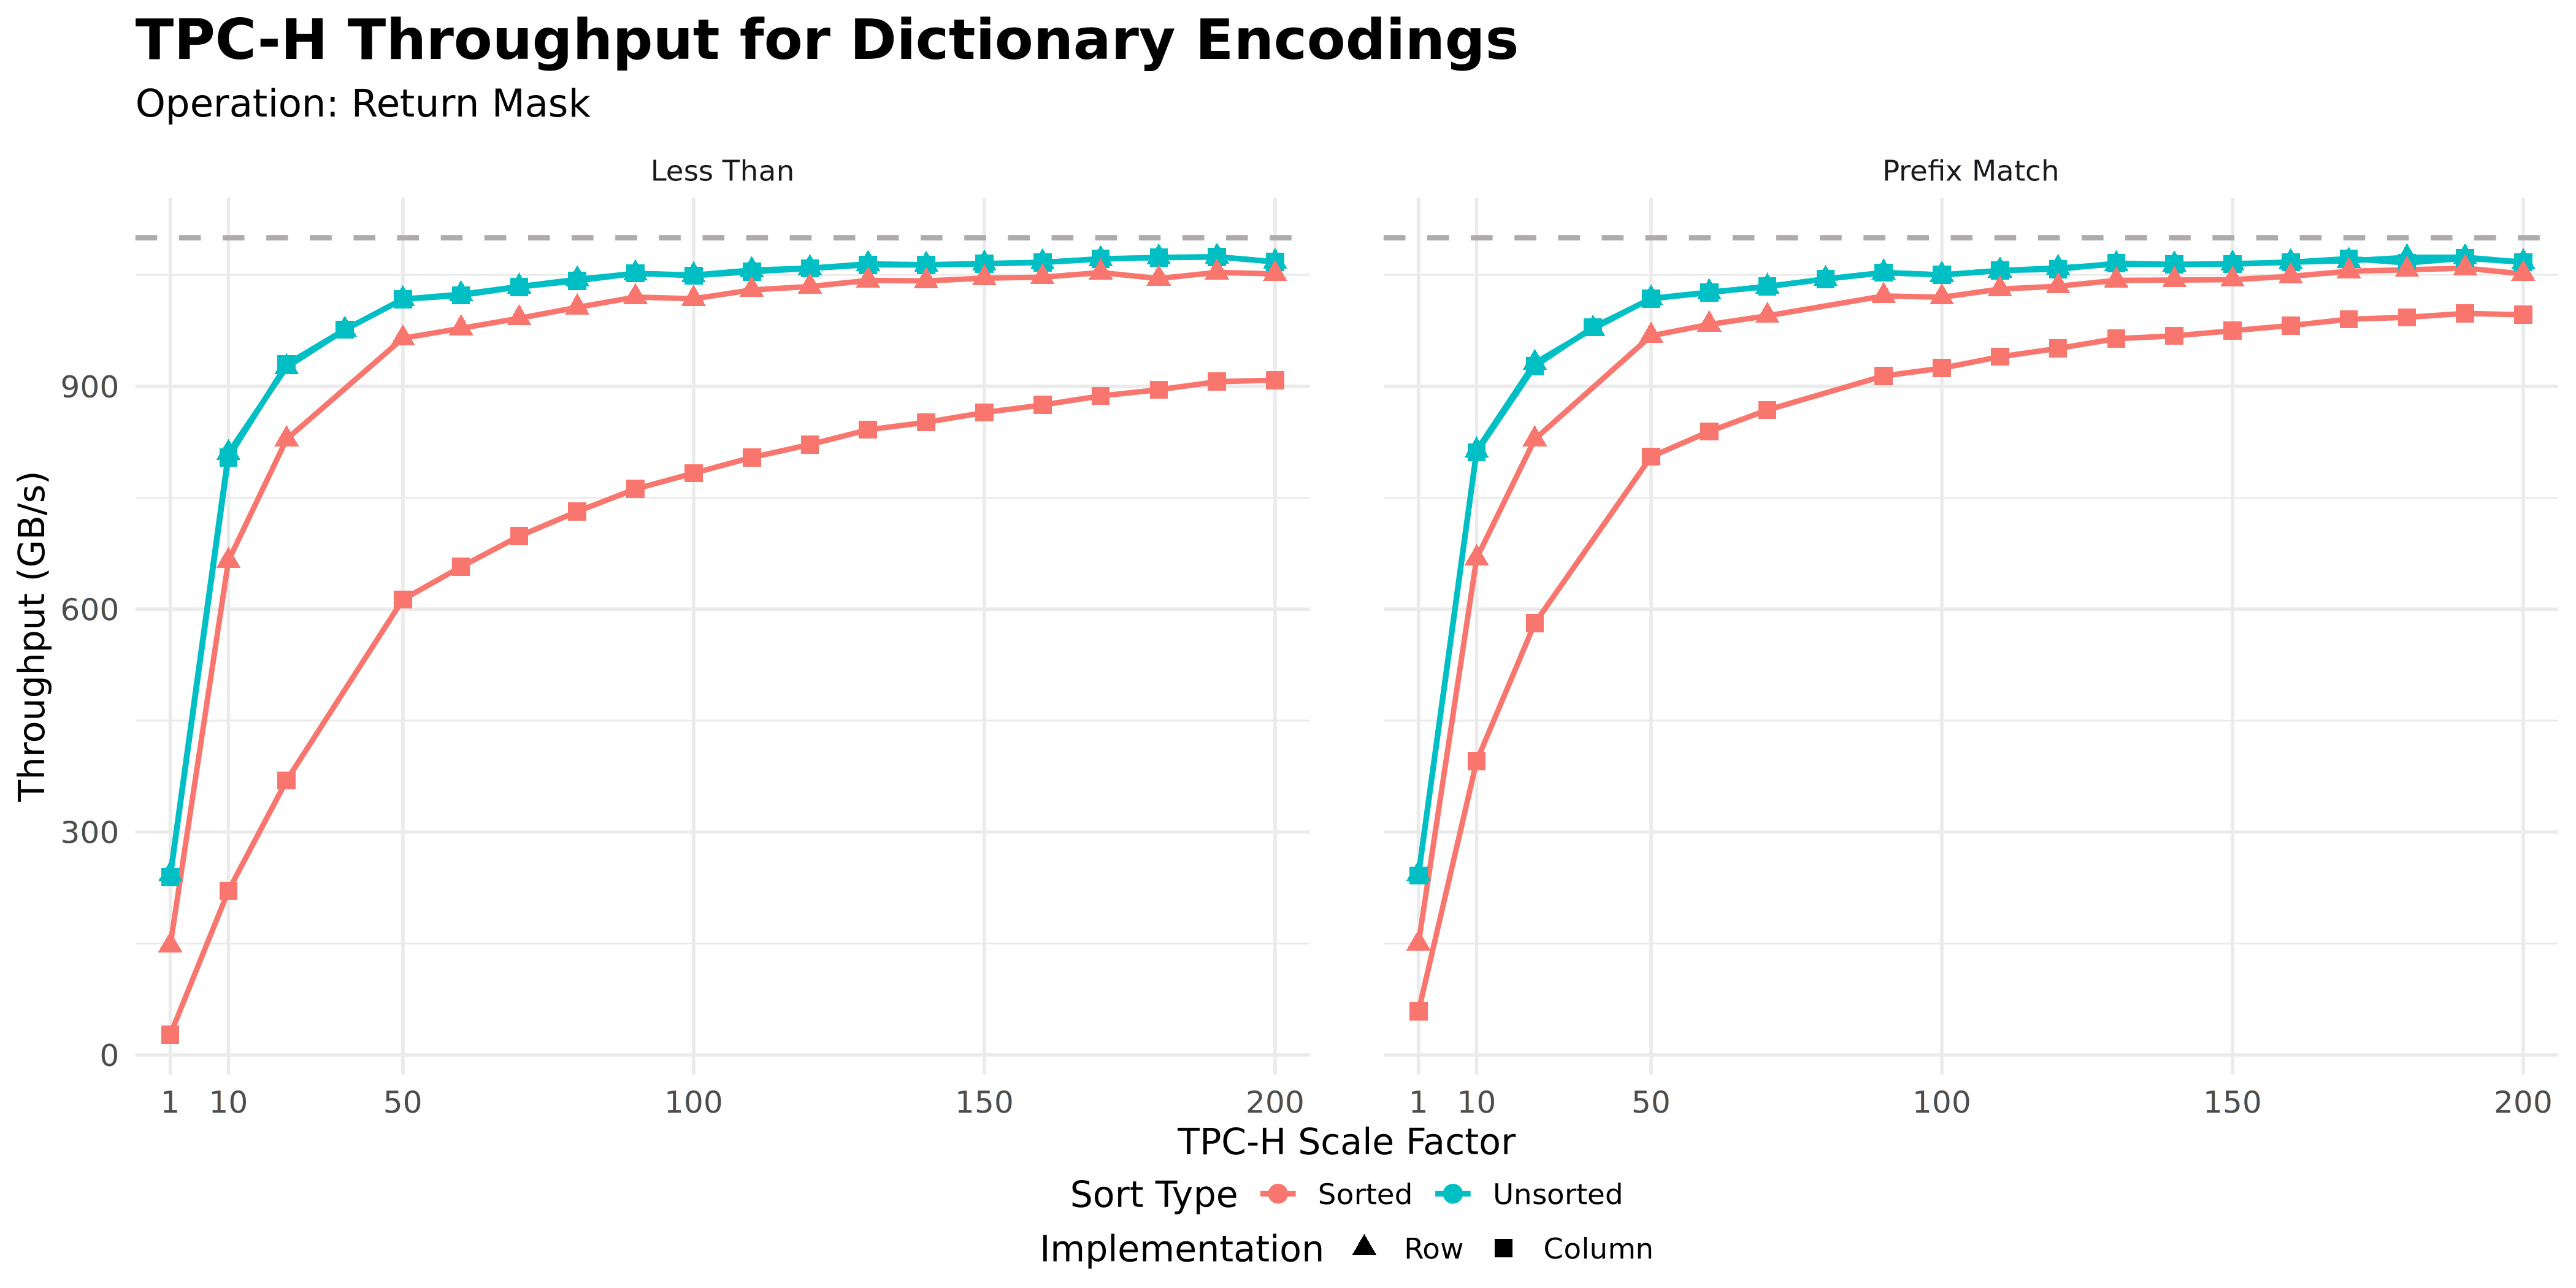 TPC-H Throughput for Dictionary Encodings
Operation: Return Mask
Less Than
Prefix Match
Throughput (GB/s)
900
600
300
0
1 10 50 100 150 200
1 10 50 100 150 200
TPC-H Scale Factor
Sort Type Sorted Unsorted
Implementation Row Column